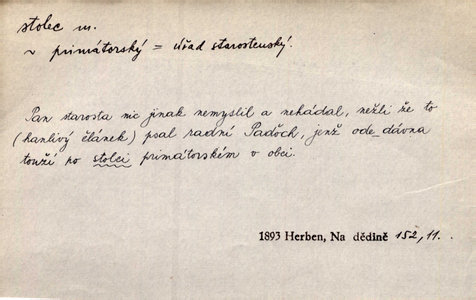 stolec m.
~ primátorský = úřad starostenský.
Pan starosta nic jinak nemyslil a nehádal, nežli že to
(hanlivý článek) psal radní Paďoch, jenž ode dávna
touží po stolci primátorském v obci.
1893 Herben, Na dědině 152, 11.